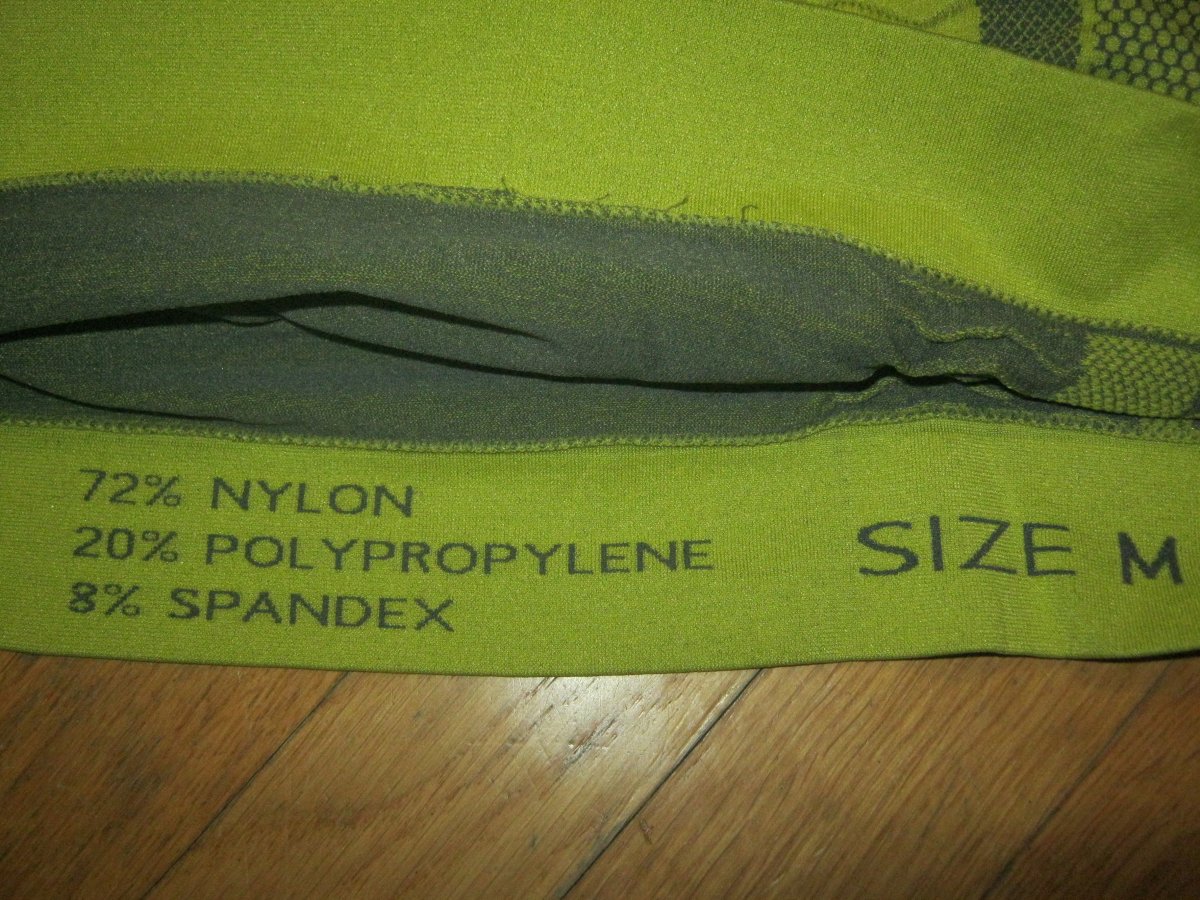 72% NYLON
20% POLYPROPYLENE
8% SPANDEX
SIZE M